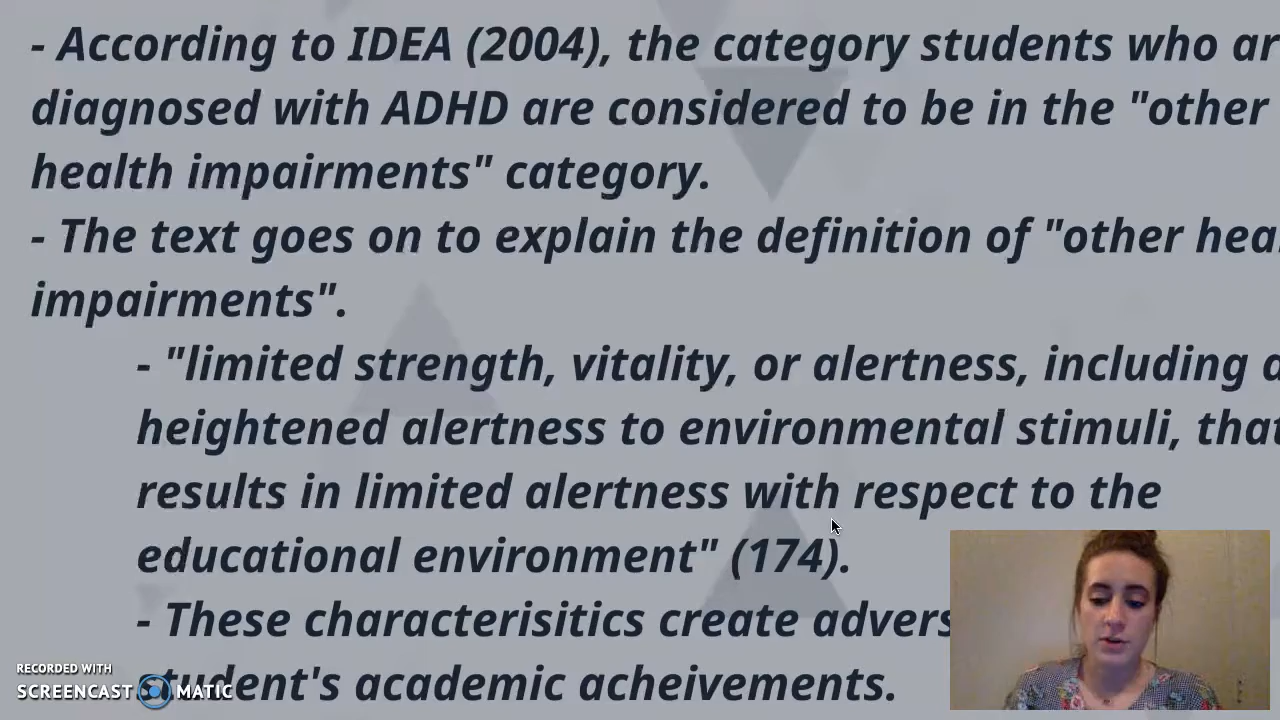 - According to IDEA (2004), the category students who ar
diagnosed with ADHD are considered to be in the "other
health impairments" category.
- The text goes on to explain the definition of "other hea
impairments".
- "limited strength, vitality, or alertness, including a
heightened alertness to environmental stimuli, that
results in limited alertness with respect to the
educational environment" (174).
- These characterisitics create advers
student's academic acheivements.
RECORDED WITH
SCREENCAST MATIC